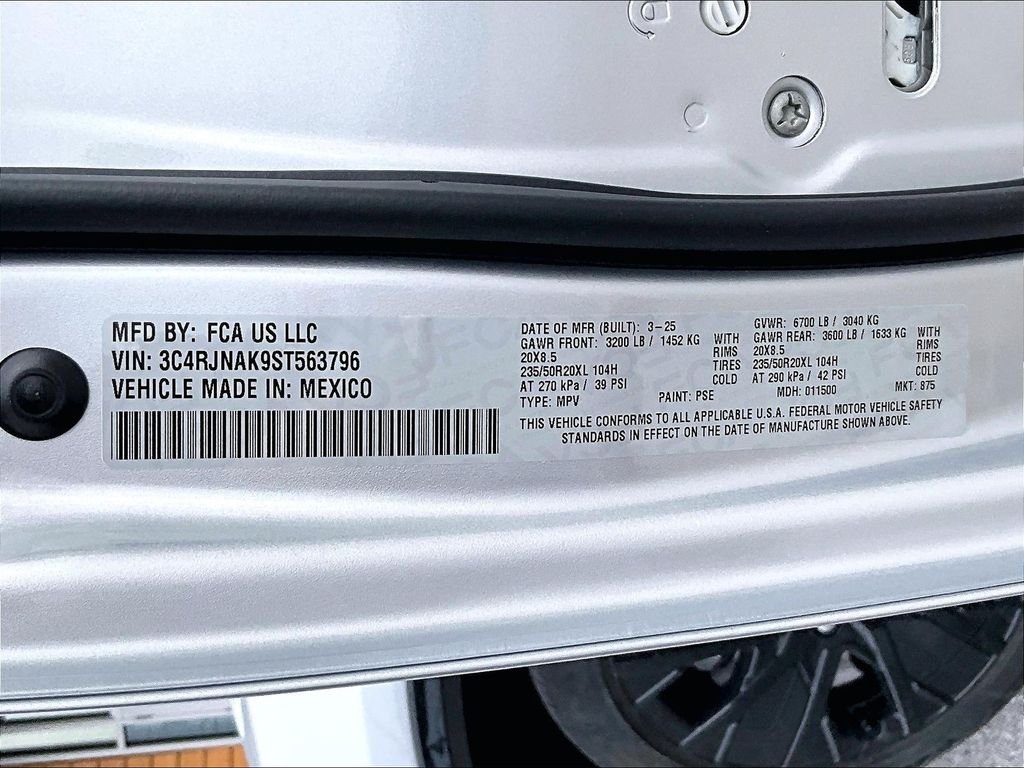 MFD BY: FCA US LLC
VIN: 3C4RJNAK9ST563796
VEHICLE MADE IN: MEXICO
DATE OF MFR (BUILT): 3-25
GVWR: 6700 LB / 3040 KG
GAWR FRONT: 3200 LB / 1452 KG WITH
20X8.5 RIMS
235/50R20XL 104H TIRES
AT 270 kPa / 39 PSI COLD
GAWR REAR: 3600 LB / 1633 KG WITH
20X8.5 RIMS
235/50R20XL 104H TIRES
AT 290 kPa / 42 PSI COLD
TYPE: MPV PAINT: PSE MDH: 011500 MKT: 875
THIS VEHICLE CONFORMS TO ALL APPLICABLE U.S.A. FEDERAL MOTOR VEHICLE SAFETY
STANDARDS IN EFFECT ON THE DATE OF MANUFACTURE SHOWN ABOVE.